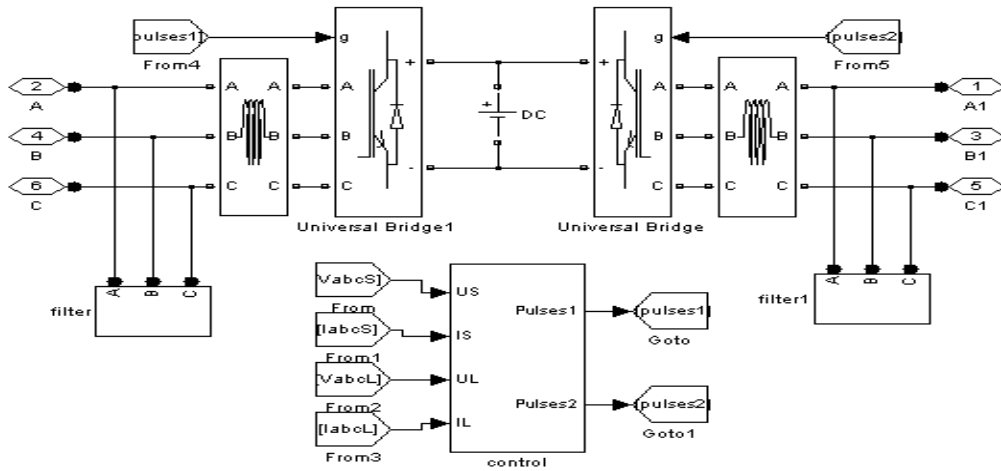 pulses1]
g
From4
[pulses2]
g
From5
2
A
A A
A
+
+
DC
+
A
A A
1
A1
4
B
B B
B
B
B B
3
B1
6
C
C C
C
-
-
C
C C
5
C1
Universal Bridge1
Universal Bridge
A B C
filter
A B C
filter1
VabcS]
From
US
[IabcS]
From1
IS
[VabcL]
From2
UL
[IabcL]
From3
IL
Pulses1
[pulses1]
Goto
Pulses2
[pulses2]
Goto1
control